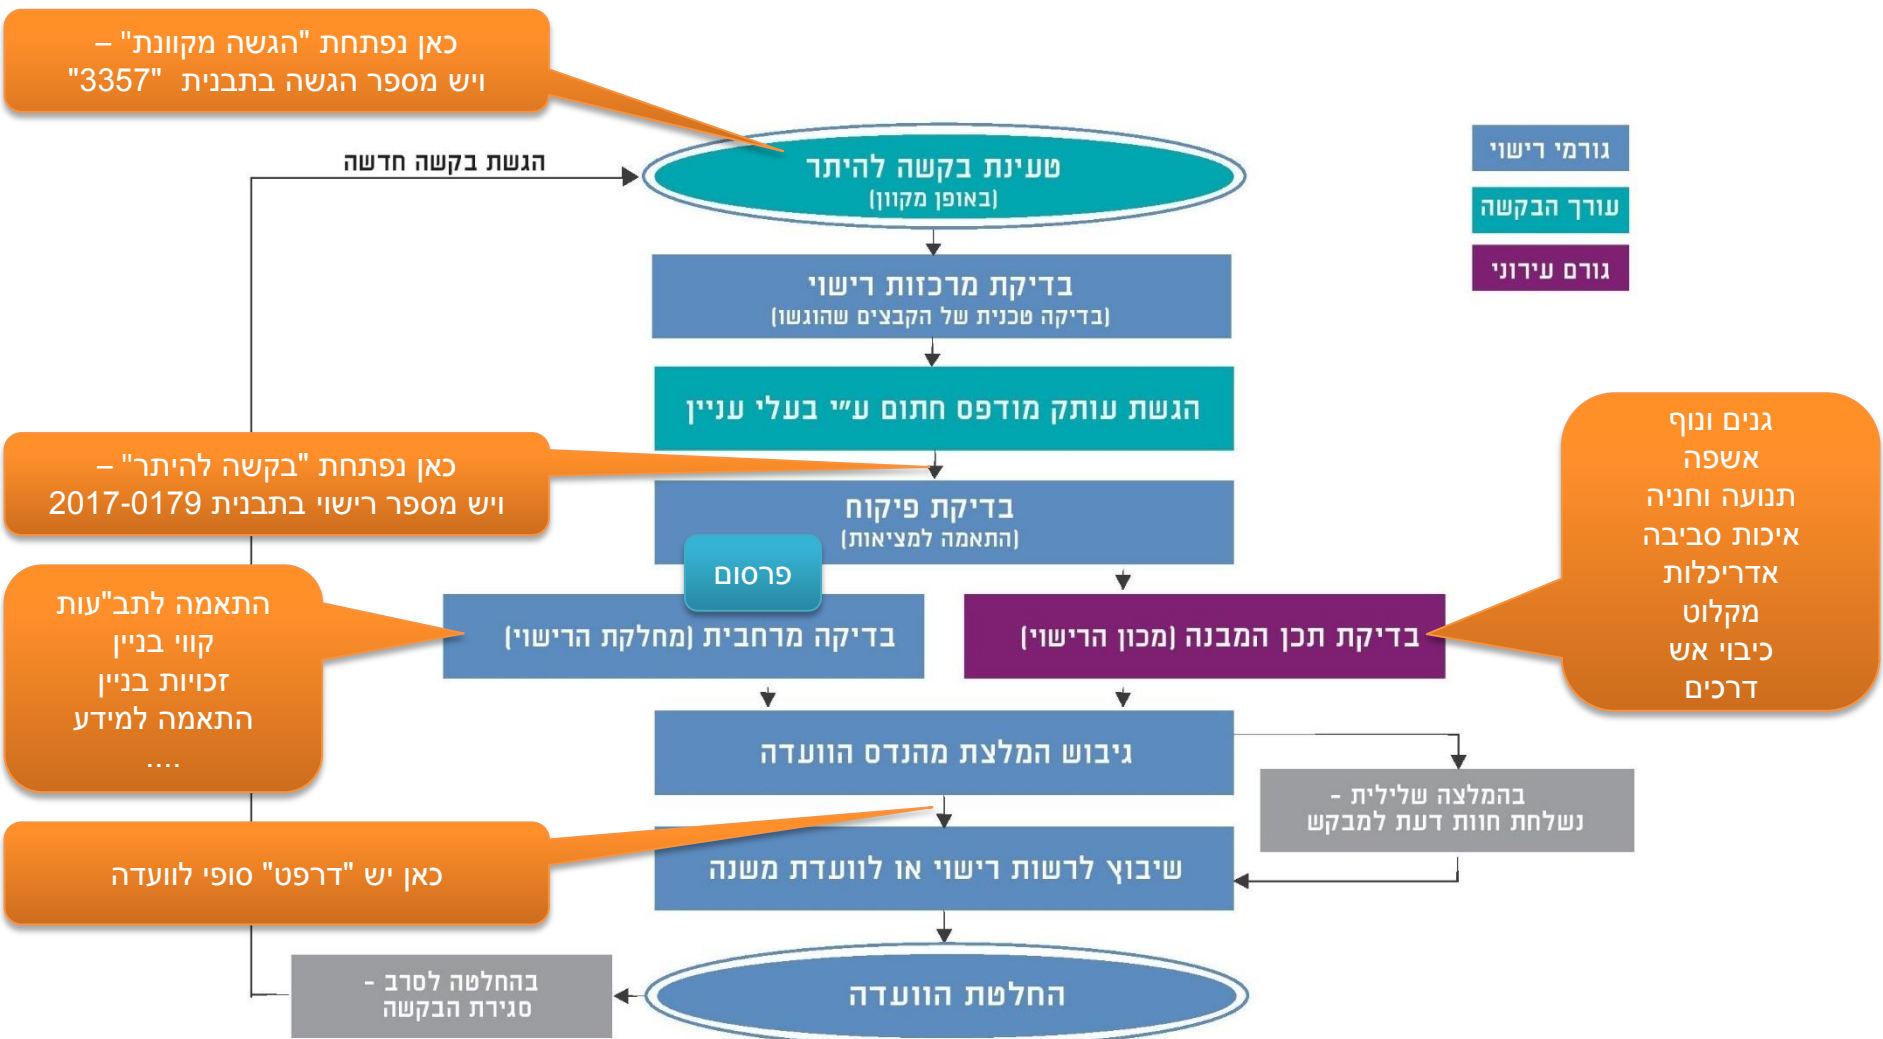 כאן נפתחת "הגשה מקוונת" –
ויש מספר הגשה בתבנית "3357"
הגשת בקשה חדשה
טעינת בקשה להיתר
(באופן מקוון)
גורמי רישוי
עורך הבקשה
גורם עירוני
בדיקת מרכזות רישוי
(בדיקה טכנית של הקבצים שהוגשו)
הגשת עותק מודפס חתום ע״י בעלי עניין
כאן נפתחת "בקשה להיתר" –
ויש מספר רישוי בתבנית 2017-0179
בדיקת פיקוח
(התאמה למציאות)
גנים ונוף
אשפה
תנועה וחניה
איכות סביבה
אדריכלות
מקלוט
כיבוי אש
דרכים
פרסום
בדיקת תכן המבנה (מכון הרישוי)
בדיקה מרחבית (מחלקת הרישוי)
התאמה לתב"עות
קווי בניין
זכויות בניין
התאמה למידע
....
גיבוש המלצת מהנדס הוועדה
בהמלצה שלילית -
נשלחת חוות דעת למבקש
כאן יש "דרפט" סופי לוועדה
שיבוץ לרשות רישוי או לוועדת משנה
החלטת הוועדה
בהחלטה לסרב -
סגירת הבקשה